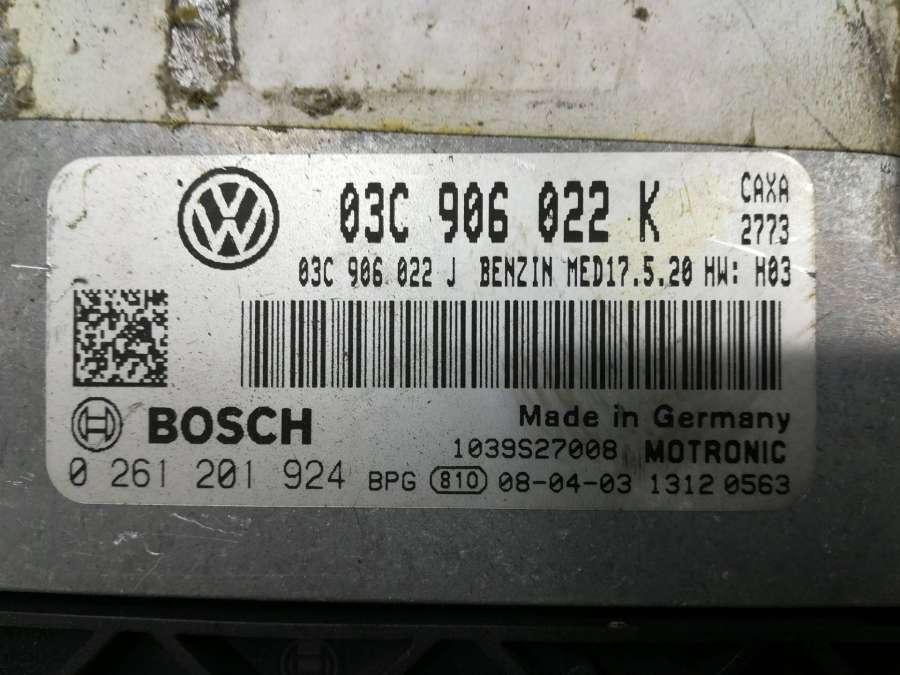 03C 906 022 K CAXA
2773
03C 906 022 J BENZIN MED17.5.20 HW: H03
BOSCH
Made in Germany
1039S27008 MOTRONIC
0 261 201 924 BPG 810 08-04-03 1312 0563